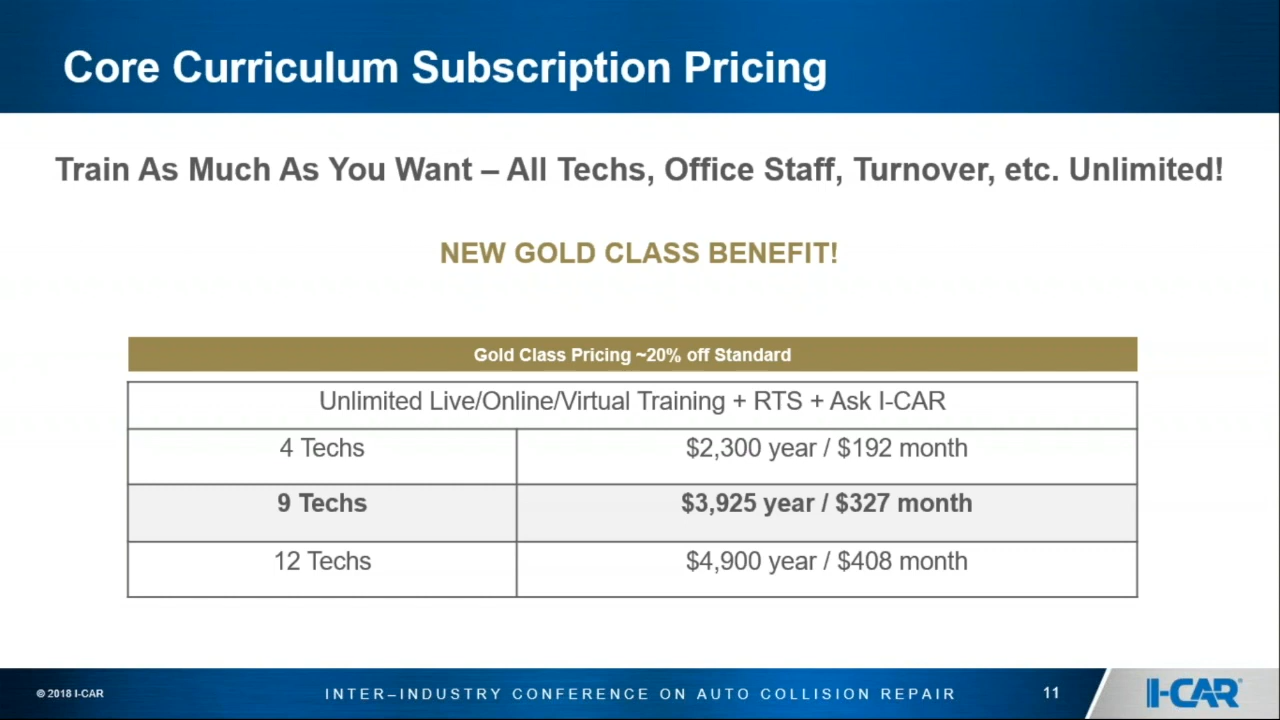 Core Curriculum Subscription Pricing
Train As Much As You Want – All Techs, Office Staff, Turnover, etc. Unlimited!
NEW GOLD CLASS BENEFIT!
Gold Class Pricing ~20% off Standard
Unlimited Live/Online/Virtual Training + RTS + Ask I-CAR
4 Techs $2,300 year / $192 month
9 Techs $3,925 year / $327 month
12 Techs $4,900 year / $408 month
© 2018 I-CAR INTER–INDUSTRY CONFERENCE ON AUTO COLLISION REPAIR 11 I-CAR®